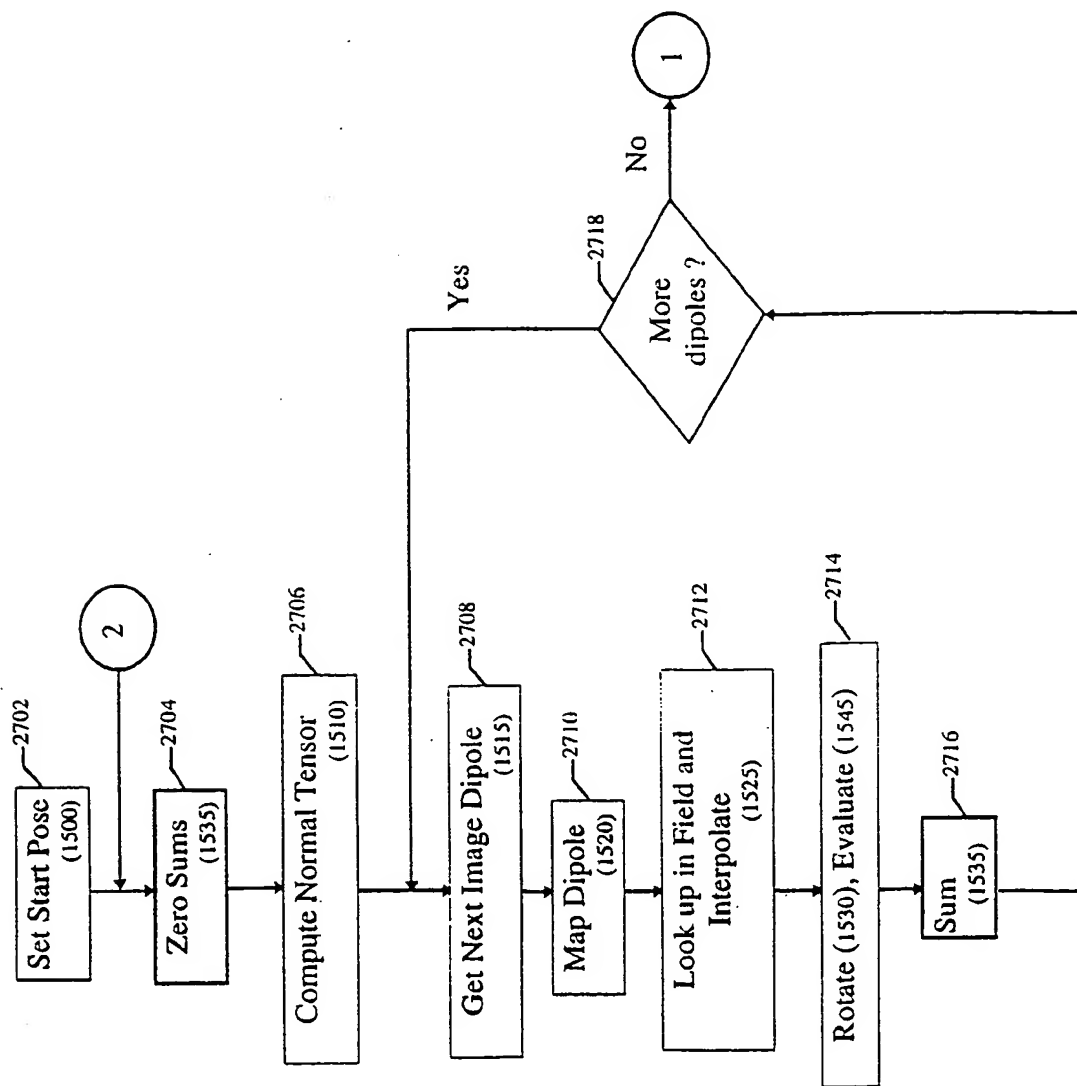 Set Start Pose
(1500)
2702
2
Zero Sums
(1535)
2704
Compute Normal Tensor
(1510)
2706
Get Next Image Dipole
(1515)
2708
Map Dipole
(1520)
2710
Look up in Field and
Interpolate
(1525)
2712
Rotate (1530), Evaluate (1545)
2714
Sum
(1535)
2716
More
dipoles ?
2718
Yes
No
1